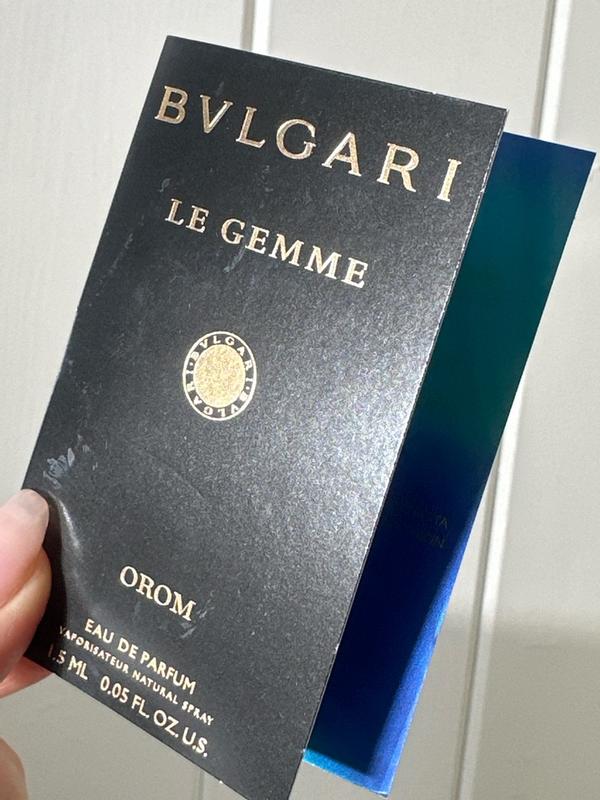 BVLGARI
LE GEMME
BVLGARI · BVLGARI ·
OROM
EAU DE PARFUM
VAPORISATEUR NATURAL SPRAY
1.5 ML 0.05 FL. OZ. U.S.